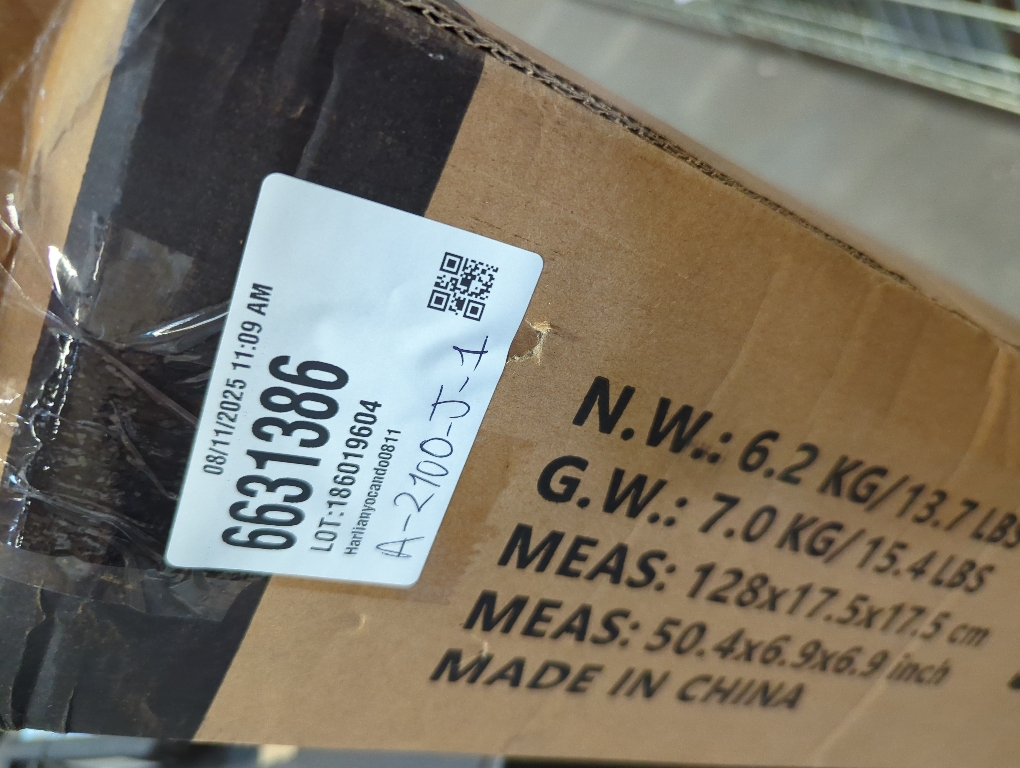 08/11/2025 11:09 AM
6631386
LOT:186019604
Harlianyocando0811
A-2100-J-1
N.W.: 6.2 KG/13.7 LBS
G.W.: 7.0 KG/15.4 LBS
MEAS: 128x17.5x17.5 cm
MEAS: 50.4x6.9x6.9 inch
MADE IN CHINA